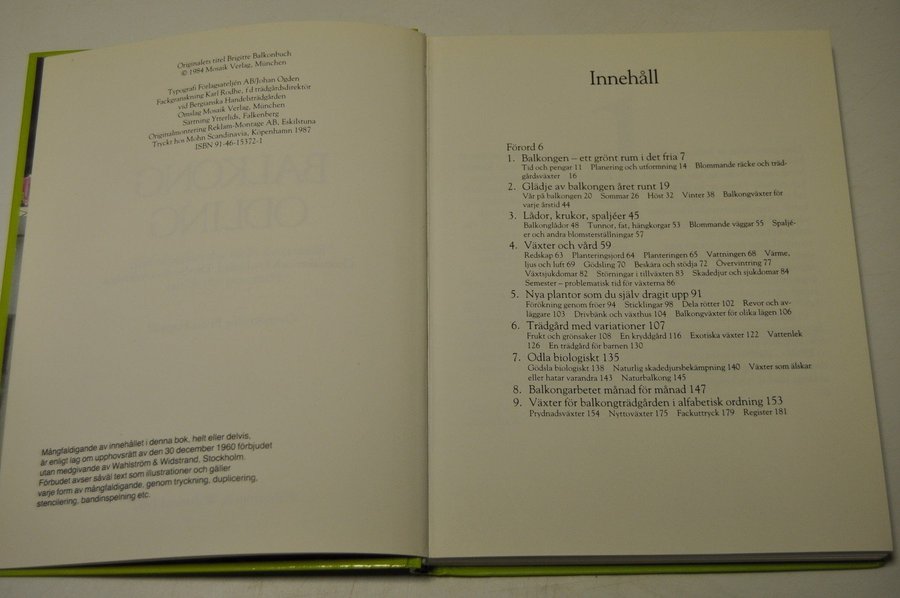 Originalets titel Brigitte Balkonbuch
© 1984 Mosaik Verlag, München
Typografi Förlagsateljén AB/Johan Ogden
Fackgranskning Karl Rodhe, f d trädgårdsdirektör
vid Bergianska Handelsträdgården
Omslag Mosaik Verlag, München
Sättning Ytterlids, Falkenberg
Originalmontering Reklam-Montage AB, Eskilstuna
Tryckt hos Mohn Scandinavia, Köpenhamn 1987
ISBN 91-46-15372-1
Mångfaldigande av innehållet i denna bok, helt eller delvis,
är enligt lag om upphovsrätt av den 30 december 1960 förbjudet
utan medgivande av Wahlström & Widstrand, Stockholm.
Förbudet avser såväl text som illustrationer och gäller
varje form av mångfaldigande, genom tryckning, duplicering,
stencilering, bandinspelning etc.
Innehåll
Förord 6
1. Balkongen – ett grönt rum i det fria 7
Tid och pengar 11 Planering och utformning 14 Blommande räcke och träd-
gårdsväxter 16
2. Glädje av balkongen året runt 19
Vår på balkongen 20 Sommar 26 Höst 32 Vinter 38 Balkongväxter för
varje årstid 44
3. Lådor, krukor, spaljéer 45
Balkonglådor 48 Tunnor, fat, hängkorgar 53 Blommande väggar 55 Spaljé-
er och andra blomsterställningar 57
4. Växter och vård 59
Redskap 63 Planteringsjord 64 Planteringen 65 Vattningen 68 Värme,
ljus och luft 69 Gödsling 70 Beskära och stödja 72 Övervintring 77
Växtsjukdomar 82 Störningar i tillväxten 83 Skadedjur och sjukdomar 84
Semester – problematisk tid för växterna 86
5. Nya plantor som du själv dragit upp 91
Förökning genom fröer 94 Sticklingar 98 Dela rötter 102 Revor och av-
läggare 103 Drivbänk och växthus 104 Balkongväxter för olika lägen 106
6. Trädgård med variationer 107
Frukt och grönsaker 108 En kryddgård 116 Exotiska växter 122 Vattenlek
126 En trädgård för barnen 130
7. Odla biologiskt 135
Gödsla biologiskt 138 Naturlig skadedjursbekämpning 140 Växter som älskar
eller hatar varandra 143 Naturbalkong 145
8. Balkongarbetet månad för månad 147
9. Växter för balkongträdgården i alfabetisk ordning 153
Prydnadsväxter 154 Nyttoväxter 175 Fackuttryck 179 Register 181